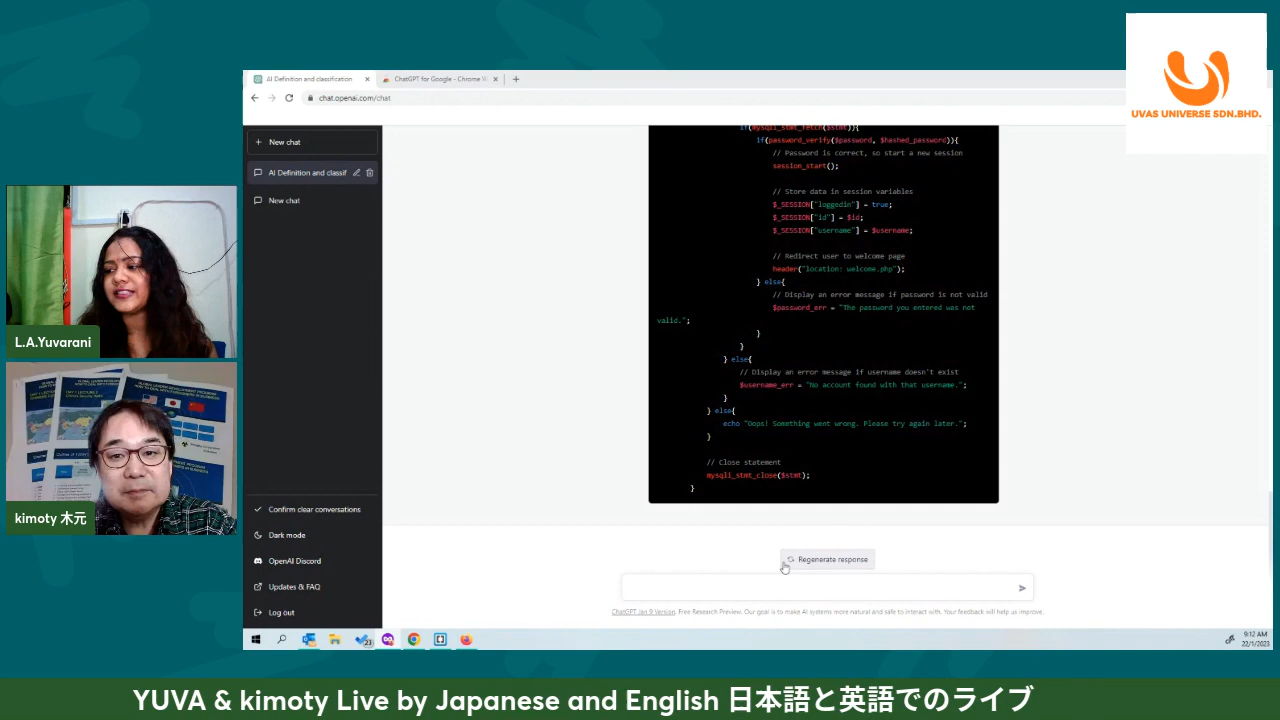 UVAS UNIVERSE SDN.BHD.
AI Definition and classification
ChatGPT for Google - Chrome
chat.openai.com/chat
New chat
AI Definition and classif
New chat
Confirm clear conversations
Dark mode
OpenAI Discord
Updates & FAQ
Log out
if(mysqli_stmt_fetch($stmt)){
if(password_verify($password, $hashed_password)){
// Password is correct, so start a new session
session_start();
// Store data in session variables
$_SESSION["loggedin"] = true;
$_SESSION["id"] = $id;
$_SESSION["username"] = $username;
// Redirect user to welcome page
header("location: welcome.php");
} else{
// Display an error message if password is not valid
$password_err = "The password you entered was not
valid.";
}
}
} else{
// Display an error message if username doesn't exist
$username_err = "No account found with that username.";
}
} else{
echo "Oops! Something went wrong. Please try again later.";
}
// Close statement
mysqli_stmt_close($stmt);
}
Regenerate response
ChatGPT Jan 9 Version. Free Research Preview. Our goal is to make AI systems more natural and safe to interact with. Your feedback will help us improve.
23
9:12 AM
22/1/2023
L.A.Yuvarani
kimoty 木元
YUVA & kimoty Live by Japanese and English 日本語と英語でのライブ